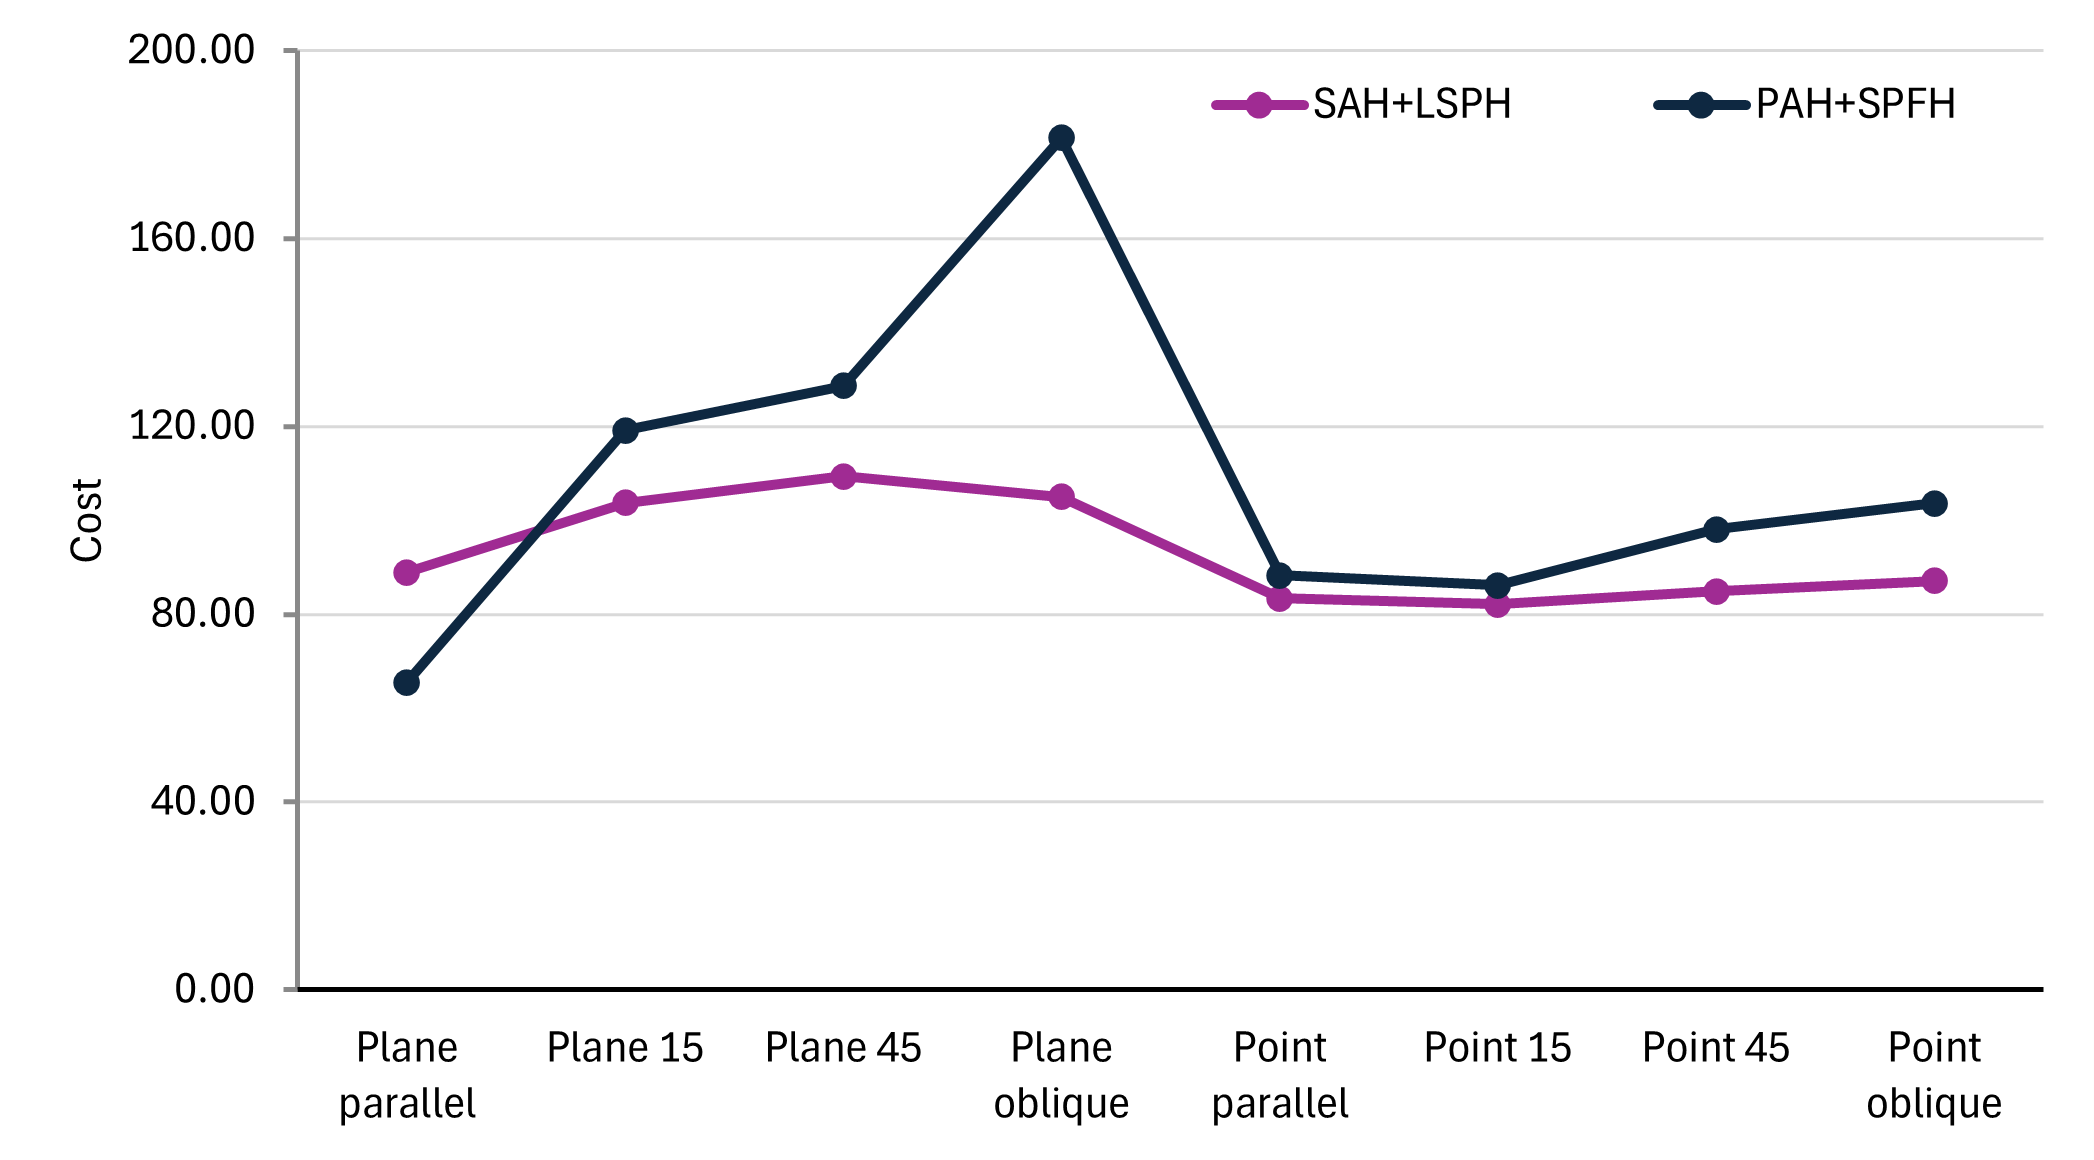 200.00
SAH+LSPH
PAH+SPFH
160.00
120.00
Cost
80.00
40.00
0.00
Plane parallel
Plane 15
Plane 45
Plane oblique
Point parallel
Point 15
Point 45
Point oblique